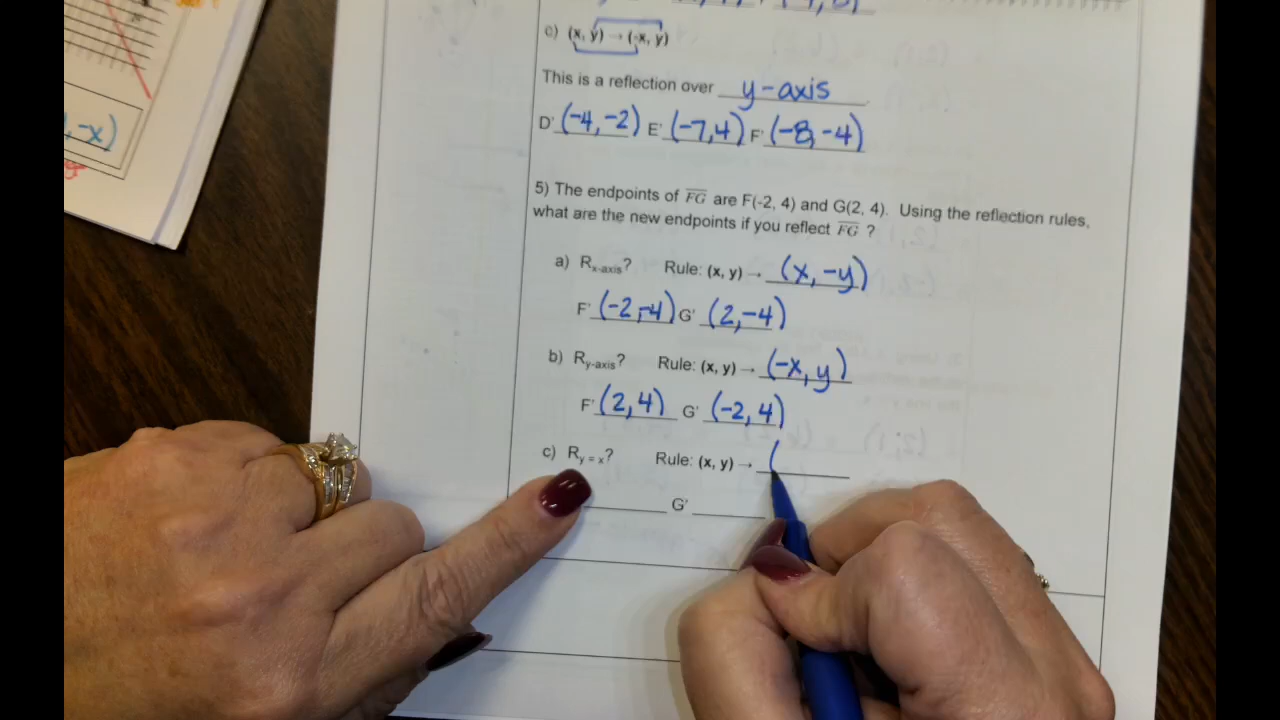 c) (x, y) → (-x, y)
This is a reflection over y-axis
D' (-4,-2) E' (-7,4) F' (-8,-4)
, -x)
5) The endpoints of FG are F(-2, 4) and G(2, 4). Using the reflection rules,
what are the new endpoints if you reflect FG ?
a) Rx-axis? Rule: (x, y) → (x, -y)
F' (-2,-4) G' (2,-4)
b) Ry-axis? Rule: (x, y) → (-x, y)
F' (2,4) G' (-2,4)
c) Ry = x? Rule: (x, y) → (
G'